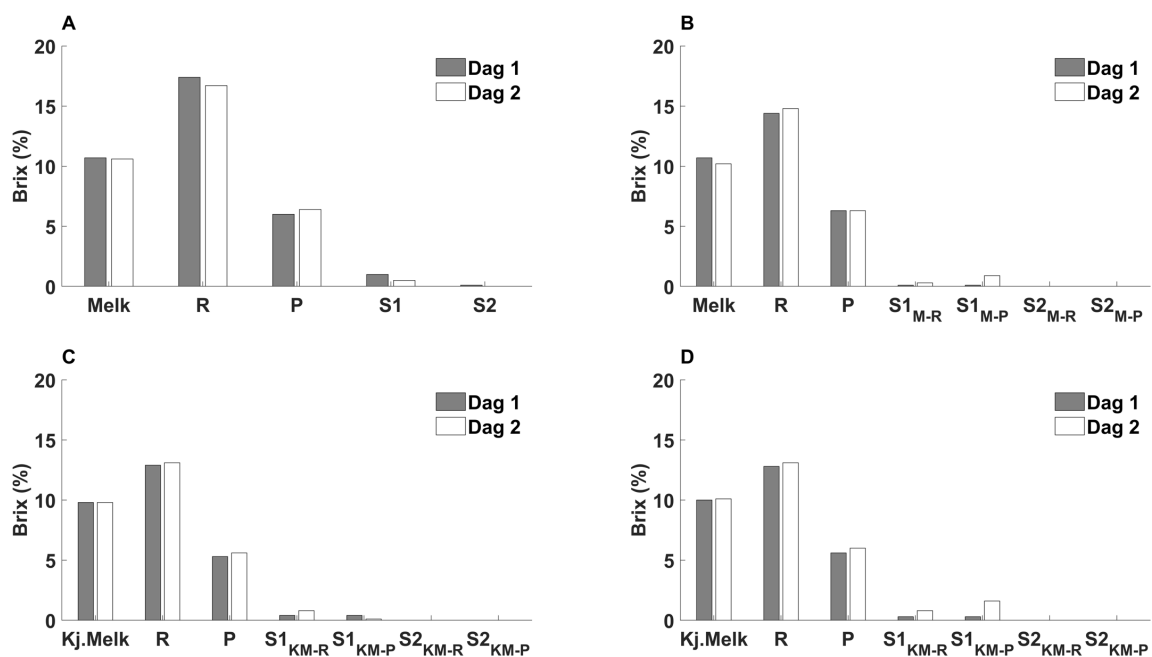 A
Brix (%)
20
15
10
5
0
Dag 1
Dag 2
Melk R P S1 S2
B
Brix (%)
20
15
10
5
0
Dag 1
Dag 2
Melk R P S1M-R S1M-P S2M-R S2M-P
C
Brix (%)
20
15
10
5
0
Dag 1
Dag 2
Kj.Melk R P S1KM-R S1KM-P S2KM-R S2KM-P
D
Brix (%)
20
15
10
5
0
Dag 1
Dag 2
Kj.Melk R P S1KM-R S1KM-P S2KM-R S2KM-P